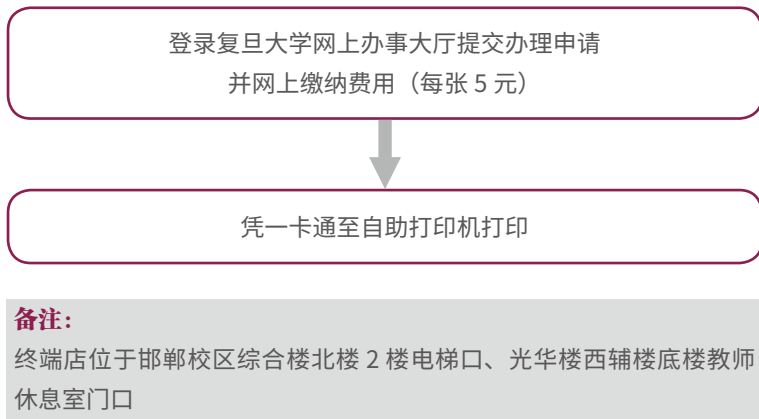 登录复旦大学网上办事大厅提交办理申请
并网上缴纳费用（每张 5 元）
凭一卡通至自助打印机打印
备注：
终端店位于邯郸校区综合楼北楼 2 楼电梯口、光华楼西辅楼底楼教师
休息室门口